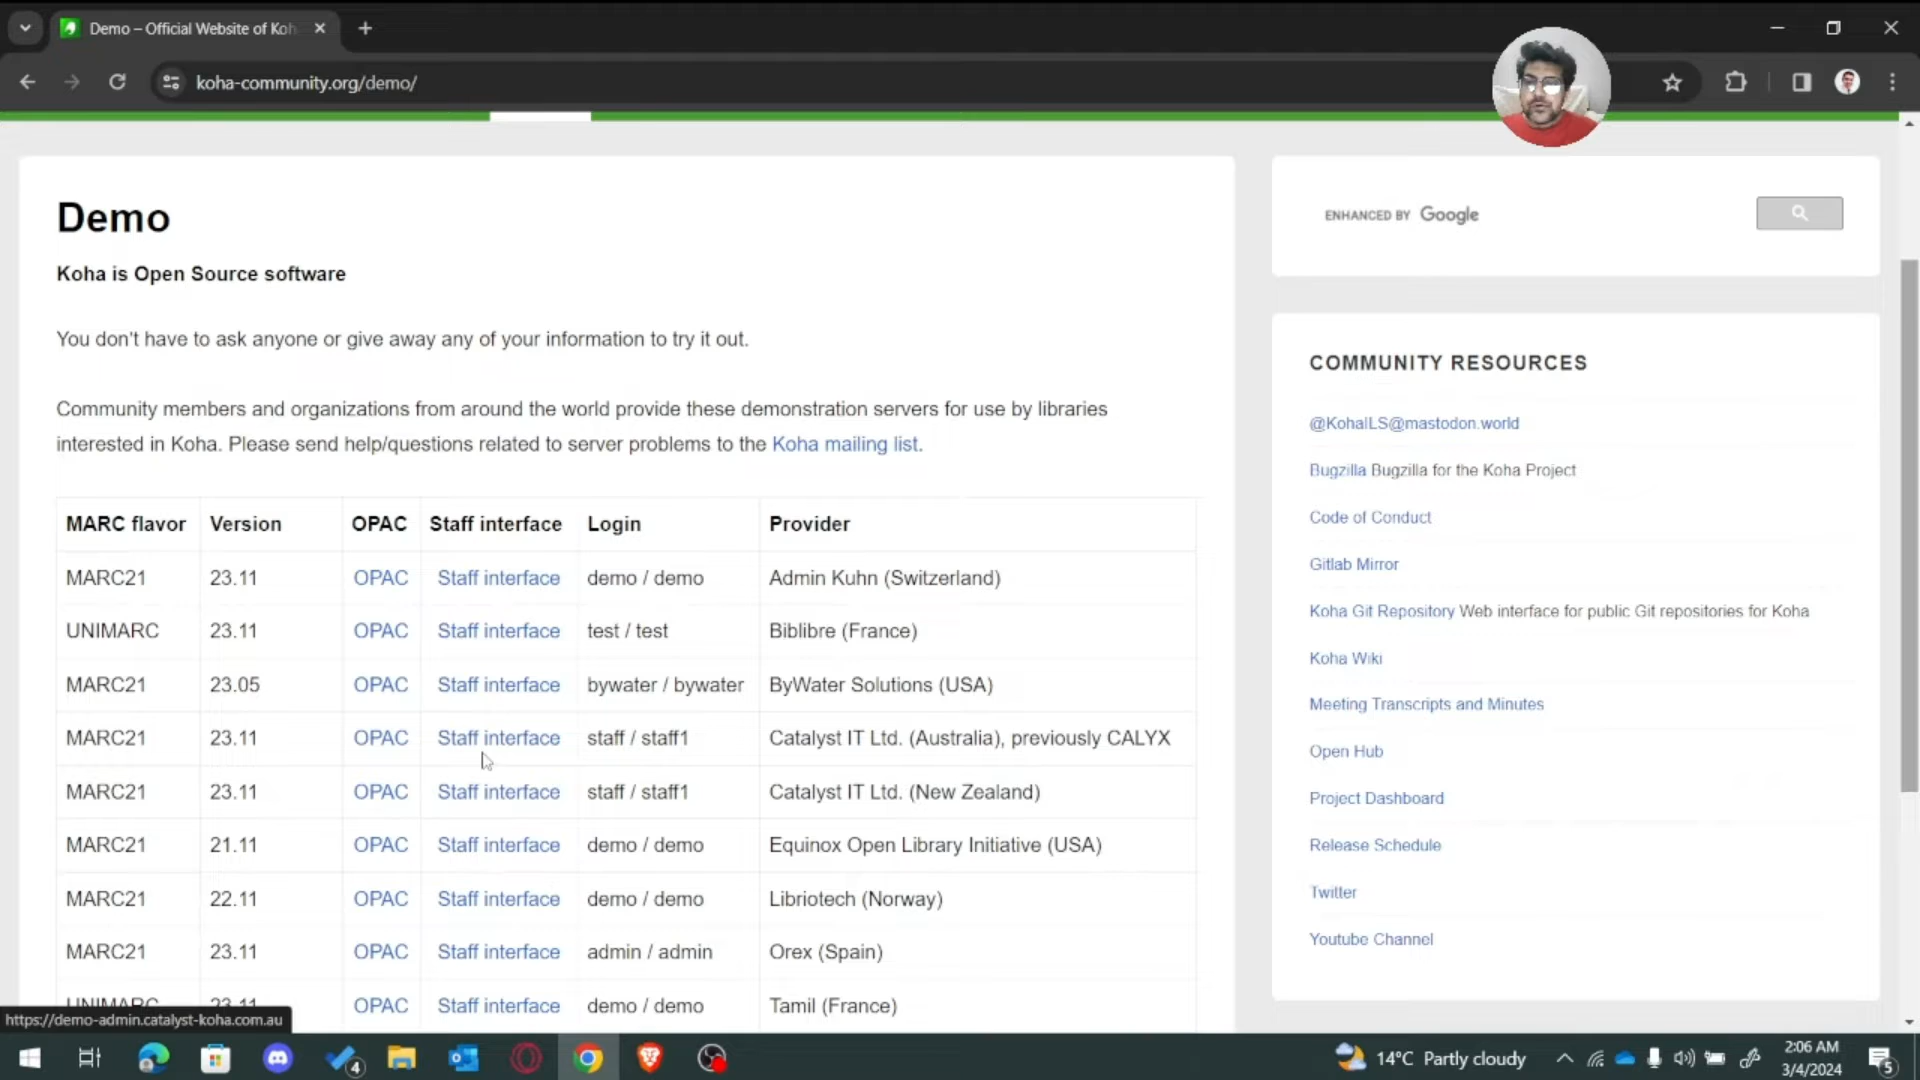 Demo – Official Website of Koh
koha-community.org/demo/
Demo
Koha is Open Source software
You don't have to ask anyone or give away any of your information to try it out.
Community members and organizations from around the world provide these demonstration servers for use by libraries
interested in Koha. Please send help/questions related to server problems to the Koha mailing list.
MARC flavor Version OPAC Staff interface Login Provider
MARC21 23.11 OPAC Staff interface demo / demo Admin Kuhn (Switzerland)
UNIMARC 23.11 OPAC Staff interface test / test Biblibre (France)
MARC21 23.05 OPAC Staff interface bywater / bywater ByWater Solutions (USA)
MARC21 23.11 OPAC Staff interface staff / staff1 Catalyst IT Ltd. (Australia), previously CALYX
MARC21 23.11 OPAC Staff interface staff / staff1 Catalyst IT Ltd. (New Zealand)
MARC21 21.11 OPAC Staff interface demo / demo Equinox Open Library Initiative (USA)
MARC21 22.11 OPAC Staff interface demo / demo Libriotech (Norway)
MARC21 23.11 OPAC Staff interface admin / admin Orex (Spain)
UNIMARC 23.11 OPAC Staff interface demo / demo Tamil (France)
ENHANCED BY Google
COMMUNITY RESOURCES
@KohaILS@mastodon.world
Bugzilla Bugzilla for the Koha Project
Code of Conduct
Gitlab Mirror
Koha Git Repository Web interface for public Git repositories for Koha
Koha Wiki
Meeting Transcripts and Minutes
Open Hub
Project Dashboard
Release Schedule
Twitter
Youtube Channel
https://demo-admin.catalyst-koha.com.au
4
14°C Partly cloudy
2:06 AM
3/4/2024
5